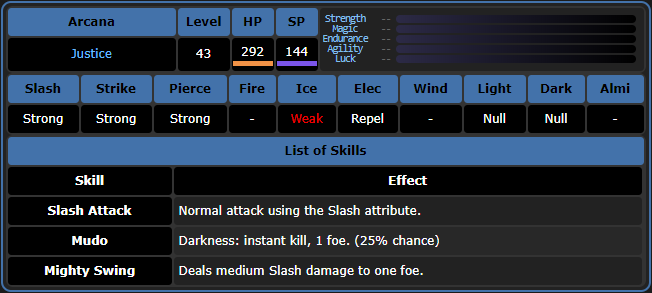 Arcana Level HP SP
Justice 43 292 144
Strength --
Magic --
Endurance --
Agility --
Luck --
Slash Strike Pierce Fire Ice Elec Wind Light Dark Almi
Strong Strong Strong - Weak Repel - Null Null -
List of Skills
Skill Effect
Slash Attack Normal attack using the Slash attribute.
Mudo Darkness: instant kill, 1 foe. (25% chance)
Mighty Swing Deals medium Slash damage to one foe.